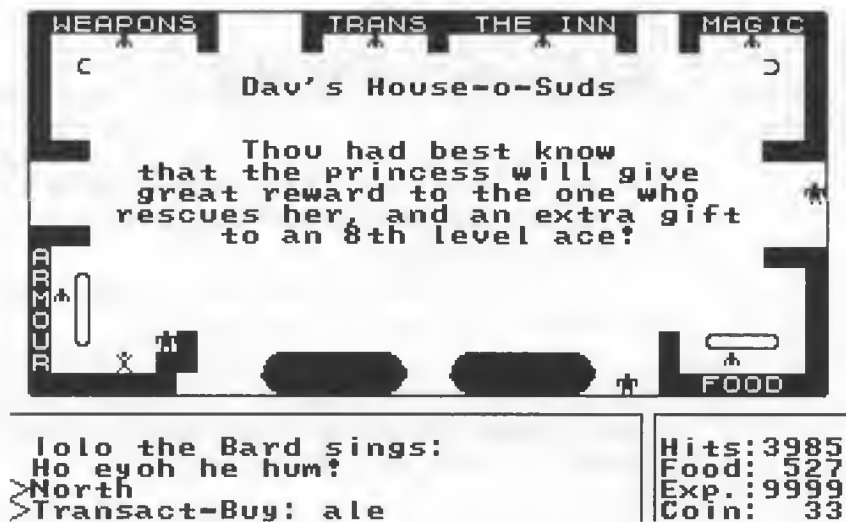 WEAPONS TRANS THE INN MAGIC
Dav's House-o-Suds
Thou had best know
that the princess will give
great reward to the one who
rescues her, and an extra gift
to an 8th level ace!
ARMOUR
FOOD
Iolo the Bard sings:
Ho eyoh he hum!
>North
>Transact-Buy: ale
Hits:3985
Food: 527
Exp.:9999
Coin: 33